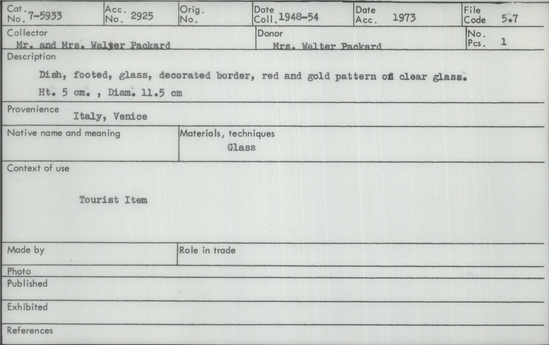 Cat. No. 7-5933 Acc. No. 2925 Orig. No. Date Coll. 1948-54 Date Acc. 1973 File Code 5.7
Collector Mr. and Mrs. Walter Packard Donor Mrs. Walter Packard No. Pcs. 1
Description
Dish, footed, glass, decorated border, red and gold pattern on clear glass.
Ht. 5 cm. , Diam. 11.5 cm
Provenience
Italy, Venice
Native name and meaning Materials, techniques
Glass
Context of use
Tourist Item
Made by Role in trade
Photo
Published
Exhibited
References